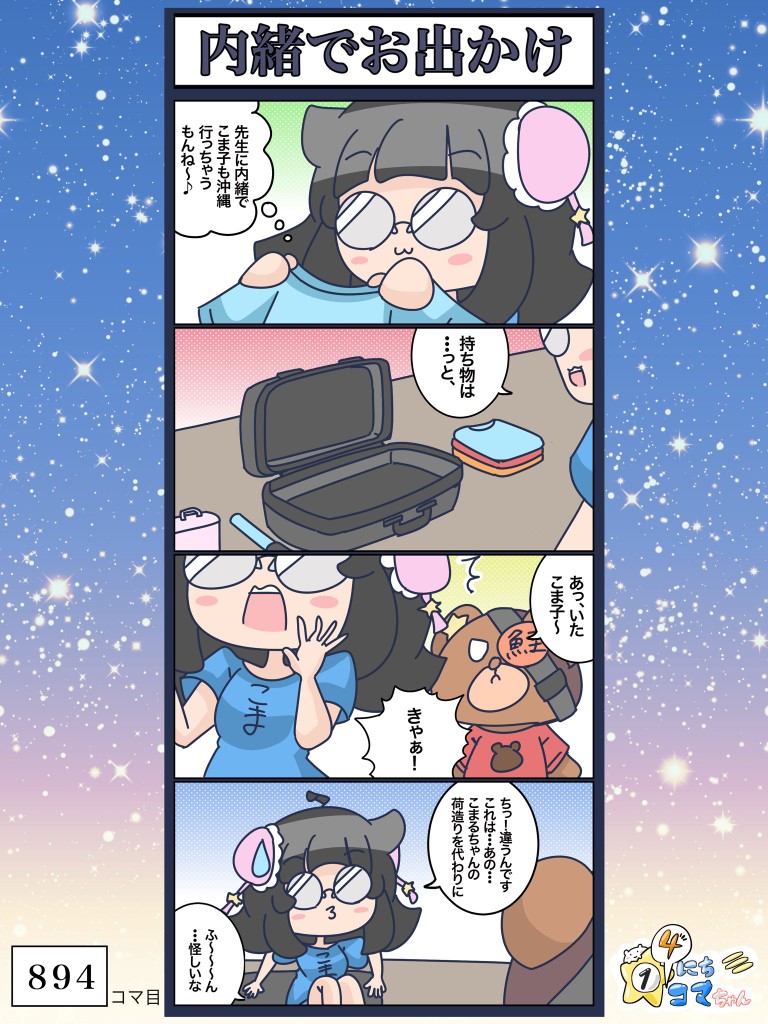 内緒でお出かけ
先生に内緒で
こま子も沖縄
行っちゃう
もんね〜♪
持ち物は
…っと、
あっ、いた
こま子〜
鮭
こま
きゃあ！
ちっ！違うんです
これは…あの…
こまるちゃんの
荷造りを代わりに
こま
ふ〜〜〜ん
…怪しいな
894
コマ目
1
4
にち
コマちゃん